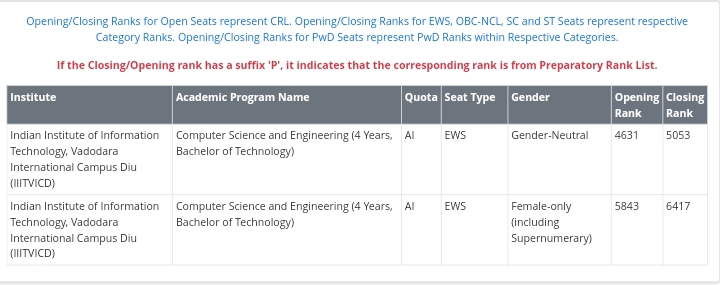 Opening/Closing Ranks for Open Seats represent CRL. Opening/Closing Ranks for EWS, OBC-NCL, SC and ST Seats represent respective
Category Ranks. Opening/Closing Ranks for PwD Seats represent PwD Ranks within Respective Categories.
If the Closing/Opening rank has a suffix 'P', it indicates that the corresponding rank is from Preparatory Rank List.
Institute Academic Program Name Quota Seat Type Gender Opening Closing
Rank Rank
Indian Institute of Information Computer Science and Engineering (4 Years, AI EWS Gender-Neutral 4631 5053
Technology, Vadodara Bachelor of Technology)
International Campus Diu
(IIITVICD)
Indian Institute of Information Computer Science and Engineering (4 Years, AI EWS Female-only 5843 6417
Technology, Vadodara Bachelor of Technology) (including
International Campus Diu Supernumerary)
(IIITVICD)